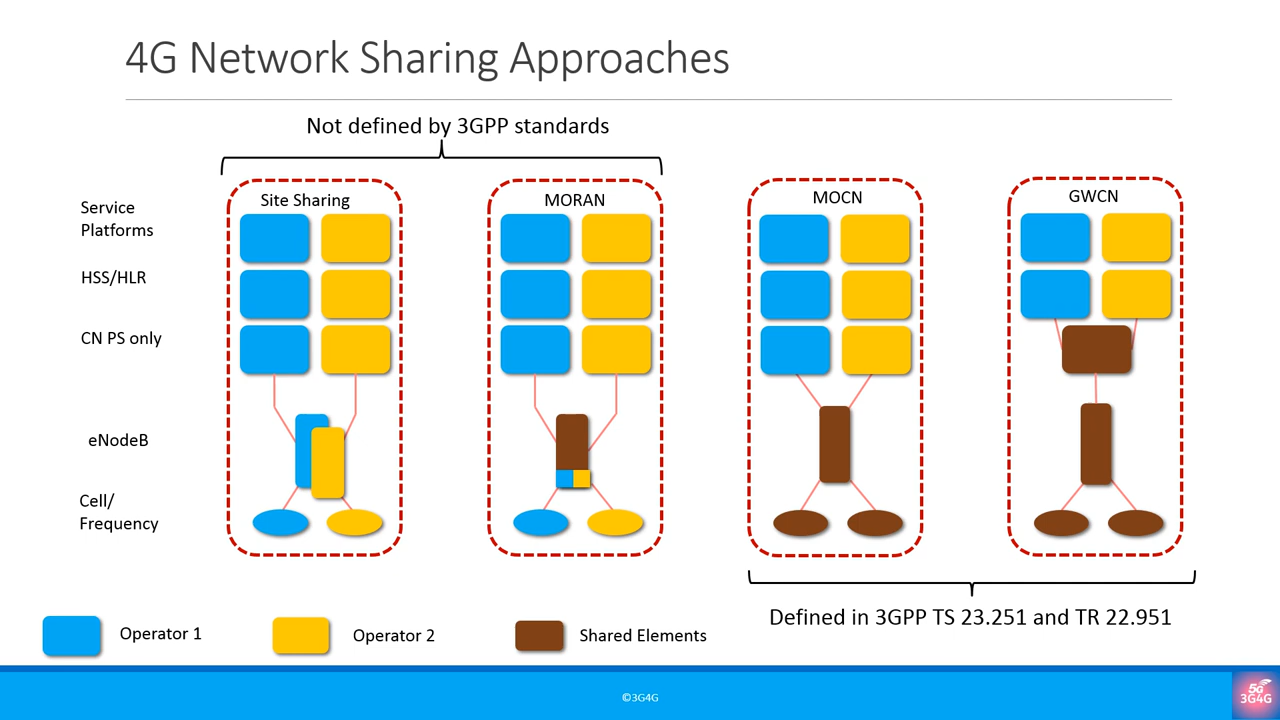 4G Network Sharing Approaches
Not defined by 3GPP standards
Site Sharing
MORAN
MOCN
GWCN
Service
Platforms
HSS/HLR
CN PS only
eNodeB
Cell/
Frequency
Defined in 3GPP TS 23.251 and TR 22.951
Operator 1
Operator 2
Shared Elements
©3G4G
5G
3G4G